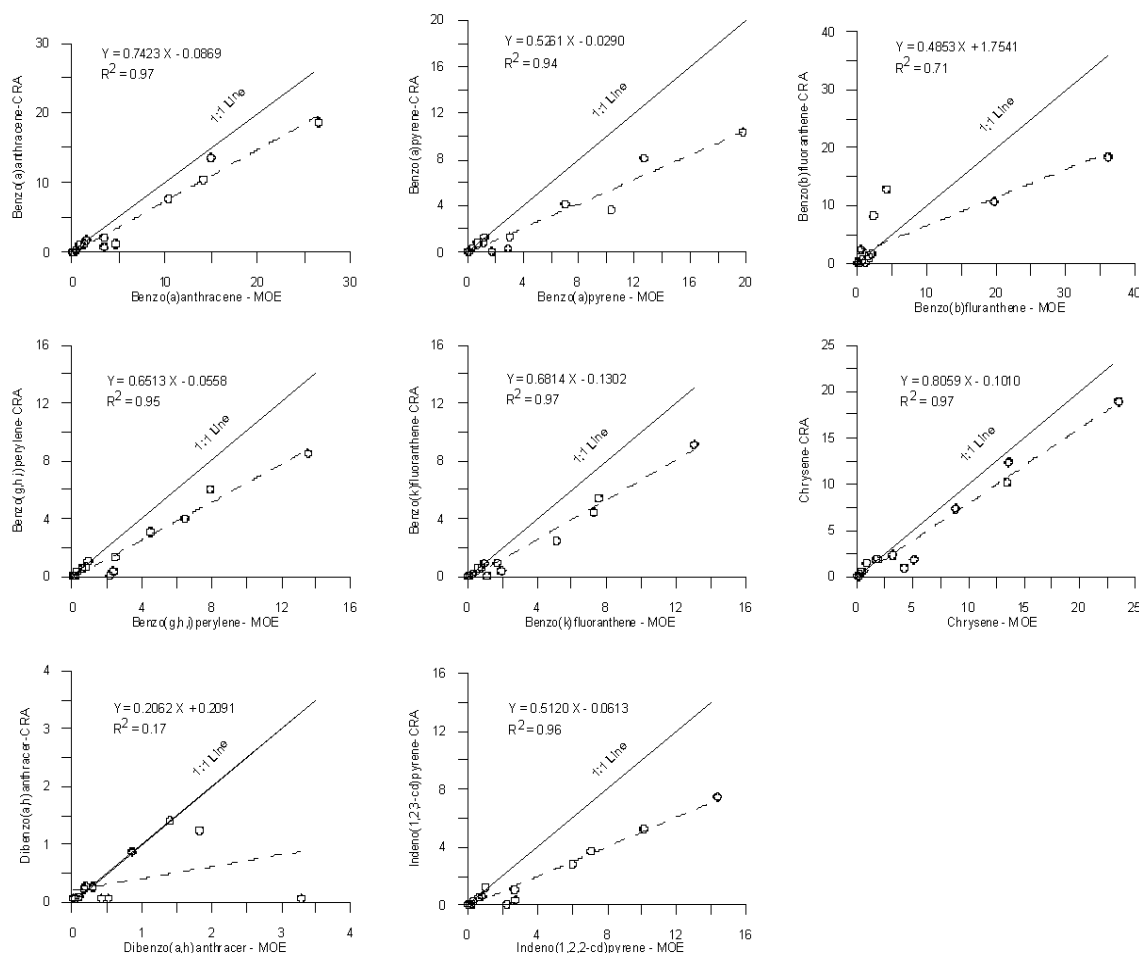 30
20
10
0
Benzo(a)anthracene-CRA
Y = 0.7423 X - 0.0869
R2 = 0.97
1:1 Line
0 10 20 30
Benzo(a)anthracene - MOE
20
16
12
8
4
0
Benzo(a)pyrene-CRA
Y = 0.5261 X - 0.0290
R2 = 0.94
1:1 Line
0 4 8 12 16 20
Benzo(a)pyrene - MOE
40
30
20
10
0
Benzo(b)fluoranthene-CRA
Y = 0.4853 X + 1.7541
R2 = 0.71
1:1 Line
0 10 20 30 40
Benzo(b)fluranthene - MOE
16
12
8
4
0
Benzo(g,h,i)perylene-CRA
Y = 0.6513 X - 0.0558
R2 = 0.95
1:1 Line
0 4 8 12 16
Benzo(g,h,i)perylene - MOE
16
12
8
4
0
Benzo(k)fluoranthene-CRA
Y = 0.6814 X - 0.1302
R2 = 0.97
1:1 Line
0 4 8 12 16
Benzo(k)fluoranthene - MOE
25
20
15
10
5
0
Chrysene-CRA
Y = 0.8059 X - 0.1010
R2 = 0.97
1:1 Line
0 5 10 15 20 25
Chrysene - MOE
4
3
2
1
0
Dibenzo(a,h)anthracer-CRA
Y = 0.2062 X + 0.2091
R2 = 0.17
1:1 Line
0 1 2 3 4
Dibenzo(a,h)anthracer - MOE
16
12
8
4
0
Indeno(1,2,3-cd)pyrene-CRA
Y = 0.5120 X - 0.0613
R2 = 0.96
1:1 Line
0 4 8 12 16
Indeno(1,2,2-cd)pyrene - MOE